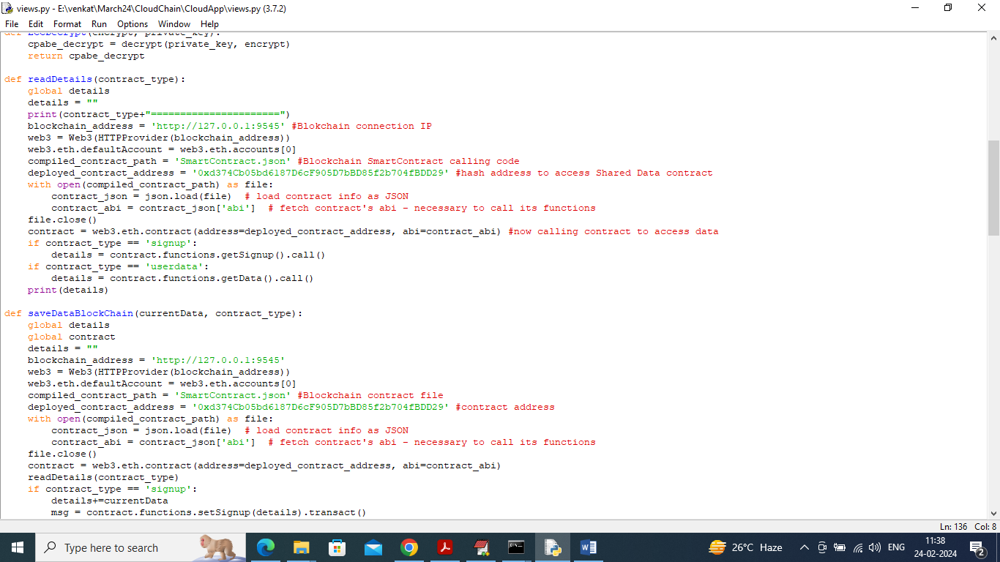 views.py - E:\venkat\March24\CloudChain\CloudApp\views.py (3.7.2)
File Edit Format Run Options Window Help
def ECCDecrypt(encrypt, private_key):
    cpabe_decrypt = decrypt(private_key, encrypt)
    return cpabe_decrypt
def readDetails(contract_type):
    global details
    details = ""
    print(contract_type+"======================")
    blockchain_address = 'http://127.0.0.1:9545' #Blokchain connection IP
    web3 = Web3(HTTPProvider(blockchain_address))
    web3.eth.defaultAccount = web3.eth.accounts[0]
    compiled_contract_path = 'SmartContract.json' #Blockchain SmartContract calling code
    deployed_contract_address = '0xd374Cb05bd6187D6cF905D7bBD85f2b704fBDD29' #hash address to access Shared Data contract
    with open(compiled_contract_path) as file:
        contract_json = json.load(file)  # load contract info as JSON
        contract_abi = contract_json['abi']  # fetch contract's abi - necessary to call its functions
    file.close()
    contract = web3.eth.contract(address=deployed_contract_address, abi=contract_abi) #now calling contract to access data
    if contract_type == 'signup':
        details = contract.functions.getSignup().call()
    if contract_type == 'userdata':
        details = contract.functions.getData().call()
    print(details)
def saveDataBlockChain(currentData, contract_type):
    global details
    global contract
    details = ""
    blockchain_address = 'http://127.0.0.1:9545'
    web3 = Web3(HTTPProvider(blockchain_address))
    web3.eth.defaultAccount = web3.eth.accounts[0]
    compiled_contract_path = 'SmartContract.json' #Blockchain contract file
    deployed_contract_address = '0xd374Cb05bd6187D6cF905D7bBD85f2b704fBDD29' #contract address
    with open(compiled_contract_path) as file:
        contract_json = json.load(file)  # load contract info as JSON
        contract_abi = contract_json['abi']  # fetch contract's abi - necessary to call its functions
    file.close()
    contract = web3.eth.contract(address=deployed_contract_address, abi=contract_abi)
    readDetails(contract_type)
    if contract_type == 'signup':
        details+=currentData
        msg = contract.functions.setSignup(details).transact()
Ln: 136 Col: 8
Type here to search
26°C Haze
ENG
11:38
24-02-2024
2